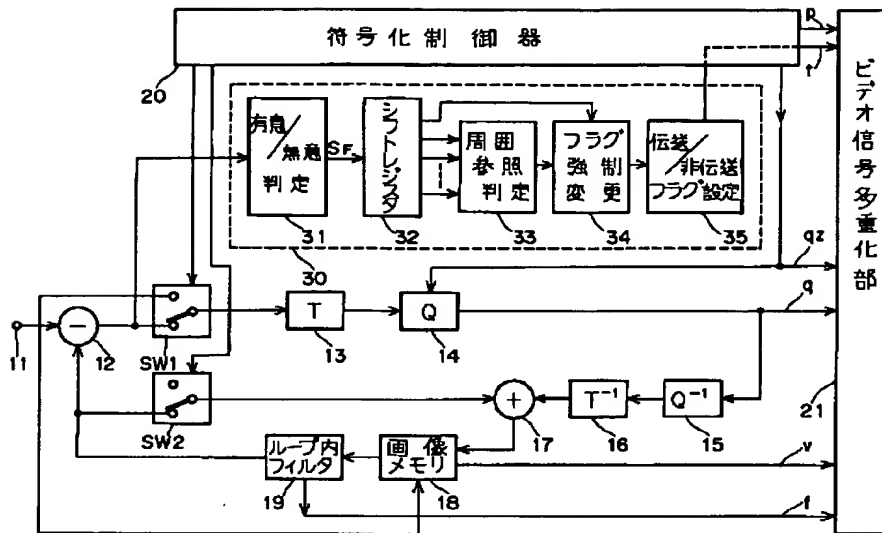 符号化制御器
20
P
t
有意/
無意
判定
31
SF
シフトレジスタ
32
周囲
参照
判定
33
フラグ
強制
変更
34
伝送/
非伝送
フラグ設定
35
30
qz
q
11
−
12
SW1
T
13
Q
14
SW2
+
17
T⁻¹
16
Q⁻¹
15
ループ内
フィルタ
19
画像
メモリ
18
v
f
21
ビデオ信号多重化部